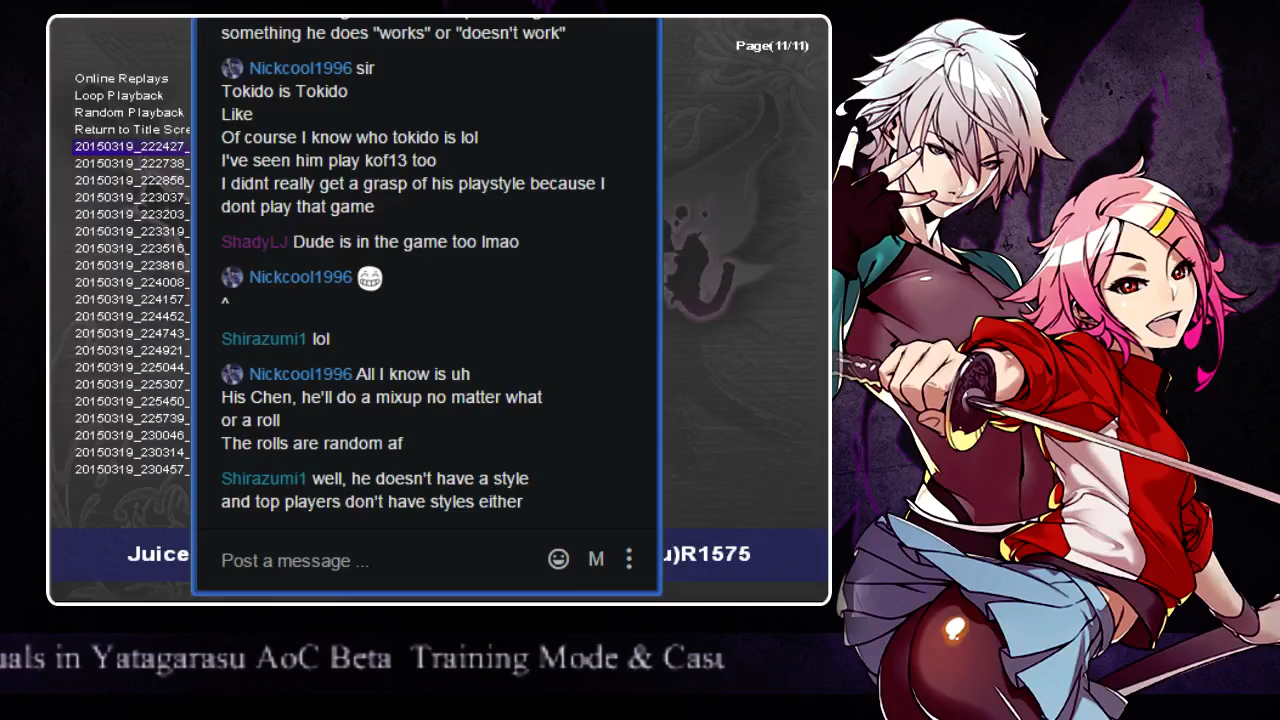 something he does "works" or "doesn't work"
Page(11/11)
Nickcool1996 sir
Tokido is Tokido
Like
Of course I know who tokido is lol
I've seen him play kof13 too
I didnt really get a grasp of his playstyle because I
dont play that game
ShadyLJ Dude is in the game too lmao
Nickcool1996
^
Shirazumi1 lol
Nickcool1996 All I know is uh
His Chen, he'll do a mixup no matter what
or a roll
The rolls are random af
Shirazumi1 well, he doesn't have a style
and top players don't have styles either
Post a message ...
M
Online Replays
Loop Playback
Random Playback
Return to Title Scre
20150319_222427_
20150319_222738_
20150319_222856_
20150319_223037_
20150319_223203_
20150319_223319_
20150319_223516_
20150319_223816_
20150319_224008_
20150319_224157_
20150319_224452_
20150319_224743_
20150319_224921_
20150319_225044_
20150319_225307_
20150319_225450_
20150319_225739_
20150319_230046_
20150319_230314_
20150319_230457_
Juice
u)R1575
uals in Yatagarasu AoC Beta Training Mode & Casu